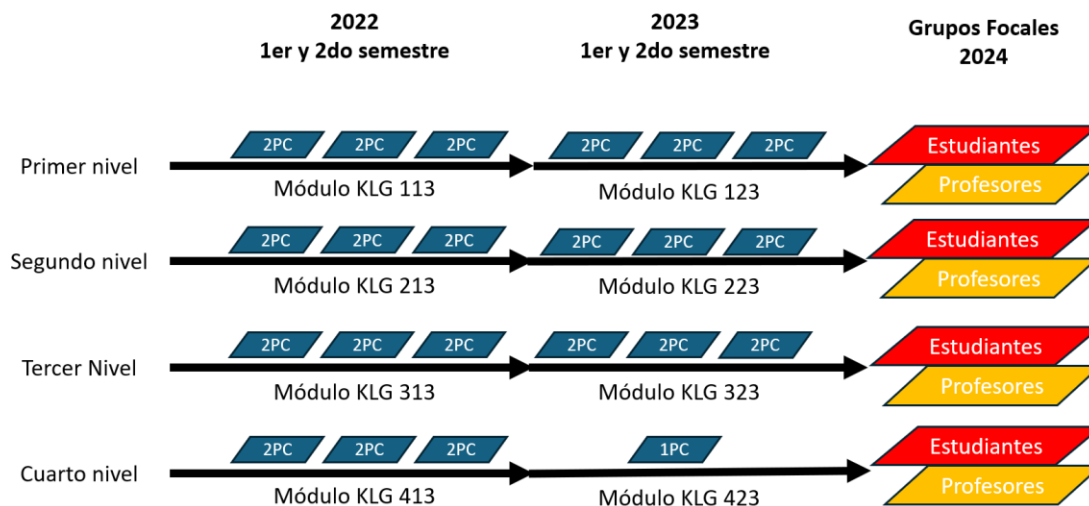 2022
1er y 2do semestre
2023
1er y 2do semestre
Grupos Focales
2024
Primer nivel
2PC 2PC 2PC
Módulo KLG 113
2PC 2PC 2PC
Módulo KLG 123
Estudiantes
Profesores
Segundo nivel
2PC 2PC 2PC
Módulo KLG 213
2PC 2PC 2PC
Módulo KLG 223
Estudiantes
Profesores
Tercer Nivel
2PC 2PC 2PC
Módulo KLG 313
2PC 2PC 2PC
Módulo KLG 323
Estudiantes
Profesores
Cuarto nivel
2PC 2PC 2PC
Módulo KLG 413
1PC
Módulo KLG 423
Estudiantes
Profesores